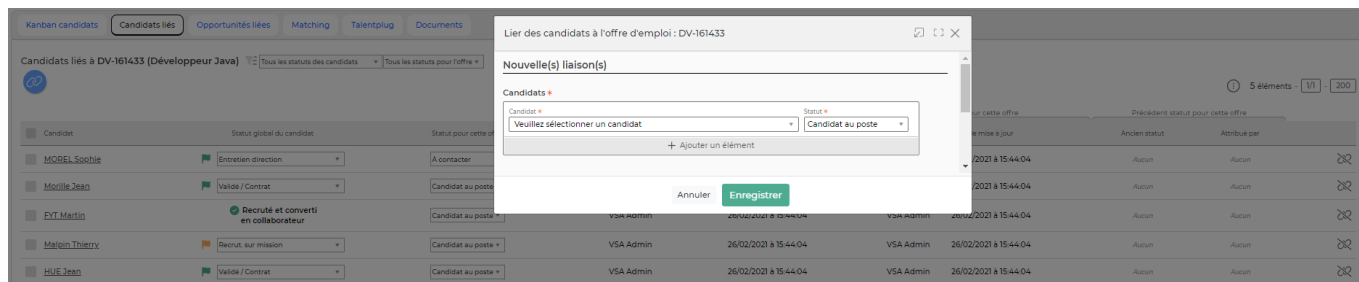 Kanban candidats Candidats liés Opportunités liées Matching Talentplug Documents
Lier des candidats à l'offre d'emploi : DV-161433
Candidats liés à DV-161433 (Développeur Java) Tous les statuts des candidats Tous les statuts pour l'offre
Nouvelle(s) liaison(s)
5 éléments - 1/1 - 200
Candidats *
Candidat * Statut *
Veuillez sélectionner un candidat Candidat au poste
ur cette offre Précédent statut pour cette offre
Candidat Statut global du candidat Statut pour cette of de mise à jour Ancien statut Attribué par
+ Ajouter un élément
MOREL Sophie Entretien direction À contacter /2021 à 15:44:04 Aucun Aucun
Morille Jean Validé / Contrat Candidat au poste /2021 à 15:44:04 Aucun Aucun
Annuler Enregistrer
FYT Martin Recruté et converti en collaborateur Candidat au poste VSA Admin 26/02/2021 à 15:44:04 VSA Admin 26/02/2021 à 15:44:04 Aucun Aucun
Malpin Thierry Recrut. sur mission Candidat au poste VSA Admin 26/02/2021 à 15:44:04 VSA Admin 26/02/2021 à 15:44:04 Aucun Aucun
HUE Jean Validé / Contrat Candidat au poste VSA Admin 26/02/2021 à 15:44:04 VSA Admin 26/02/2021 à 15:44:04 Aucun Aucun